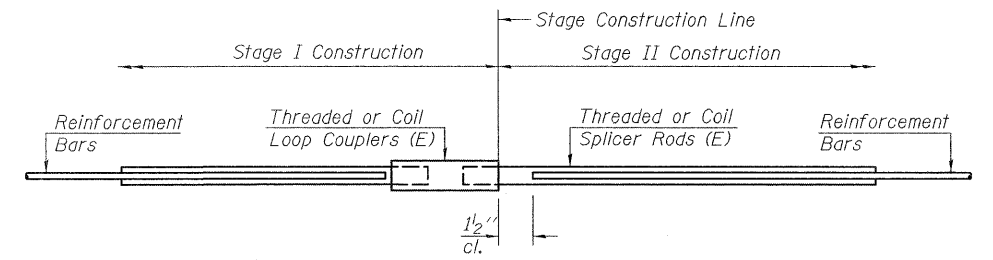 Stage Construction Line
Stage I Construction
Stage II Construction
Reinforcement
Bars
Threaded or Coil
Loop Couplers (E)
Threaded or Coil
Splicer Rods (E)
Reinforcement
Bars
1½"
cl.